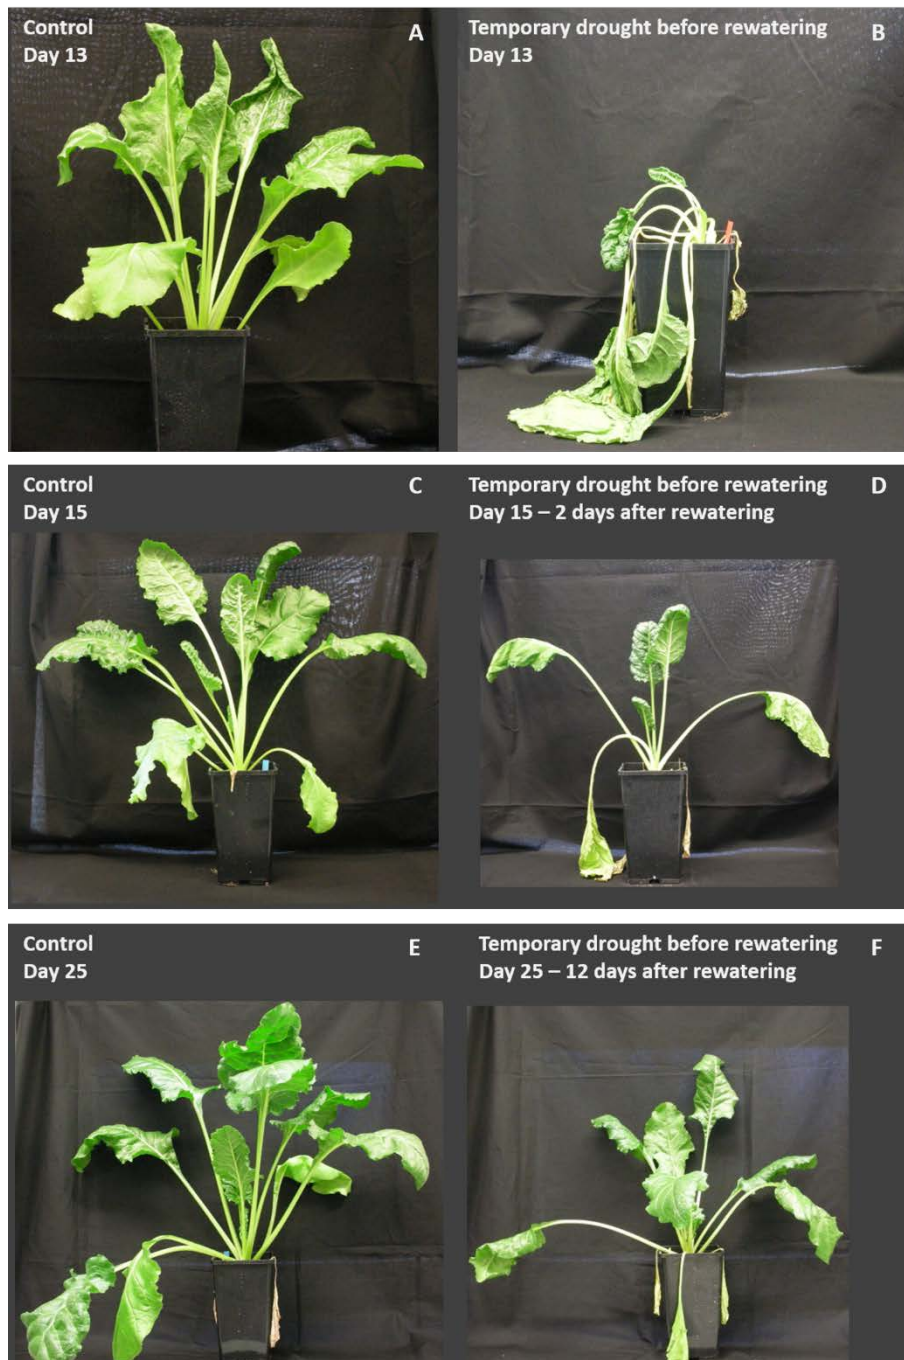 Control
Day 13
A
Temporary drought before rewatering
Day 13
B
Control
Day 15
C
Temporary drought before rewatering
Day 15 – 2 days after rewatering
D
Control
Day 25
E
Temporary drought before rewatering
Day 25 – 12 days after rewatering
F